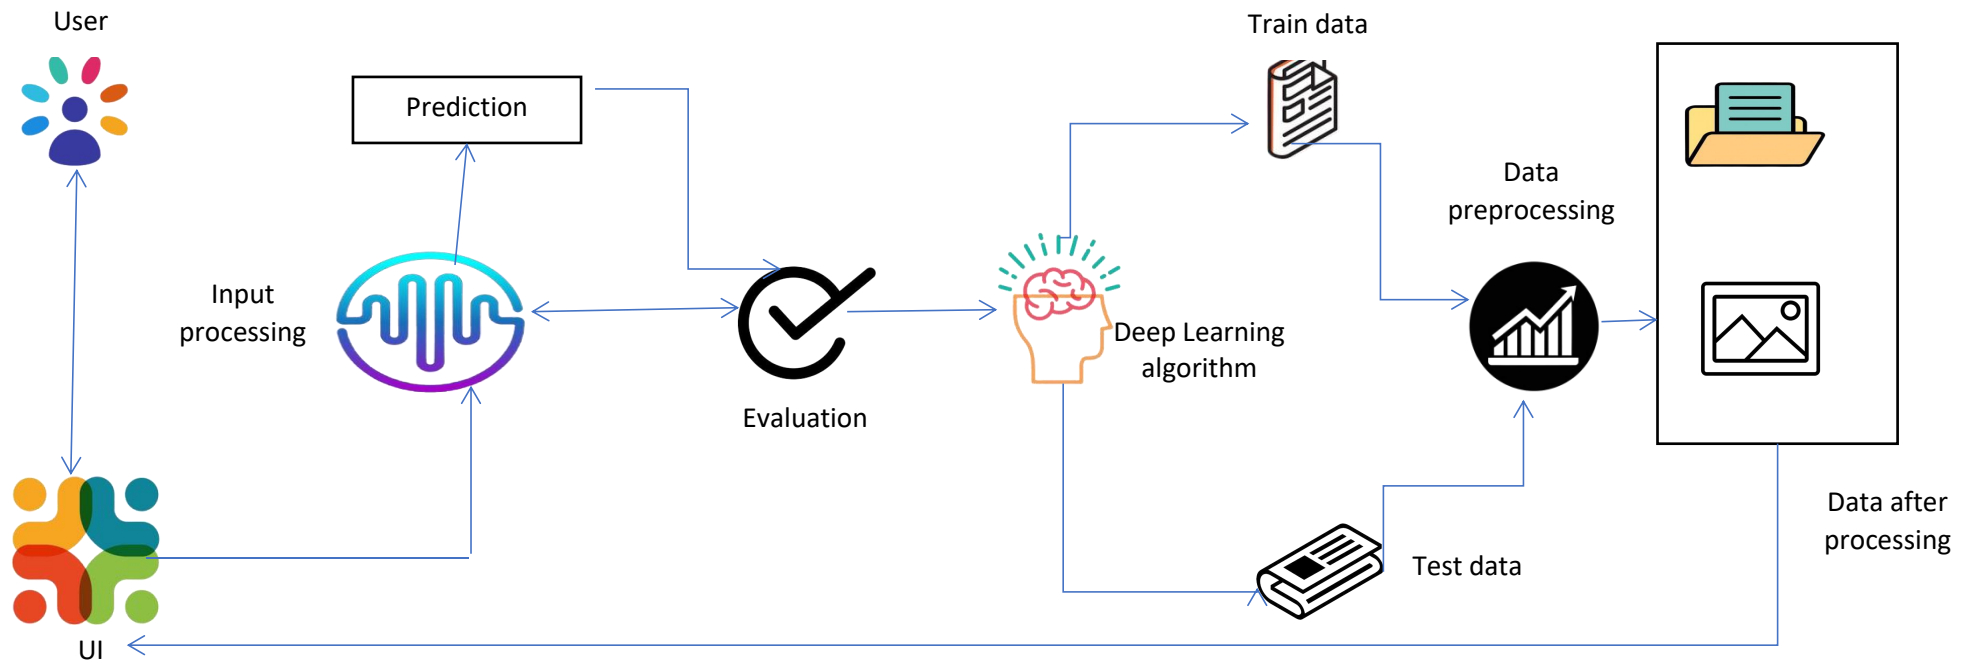 User
Train data
Prediction
Data
preprocessing
Input
processing
Deep Learning
algorithm
Evaluation
Data after
processing
Test data
UI